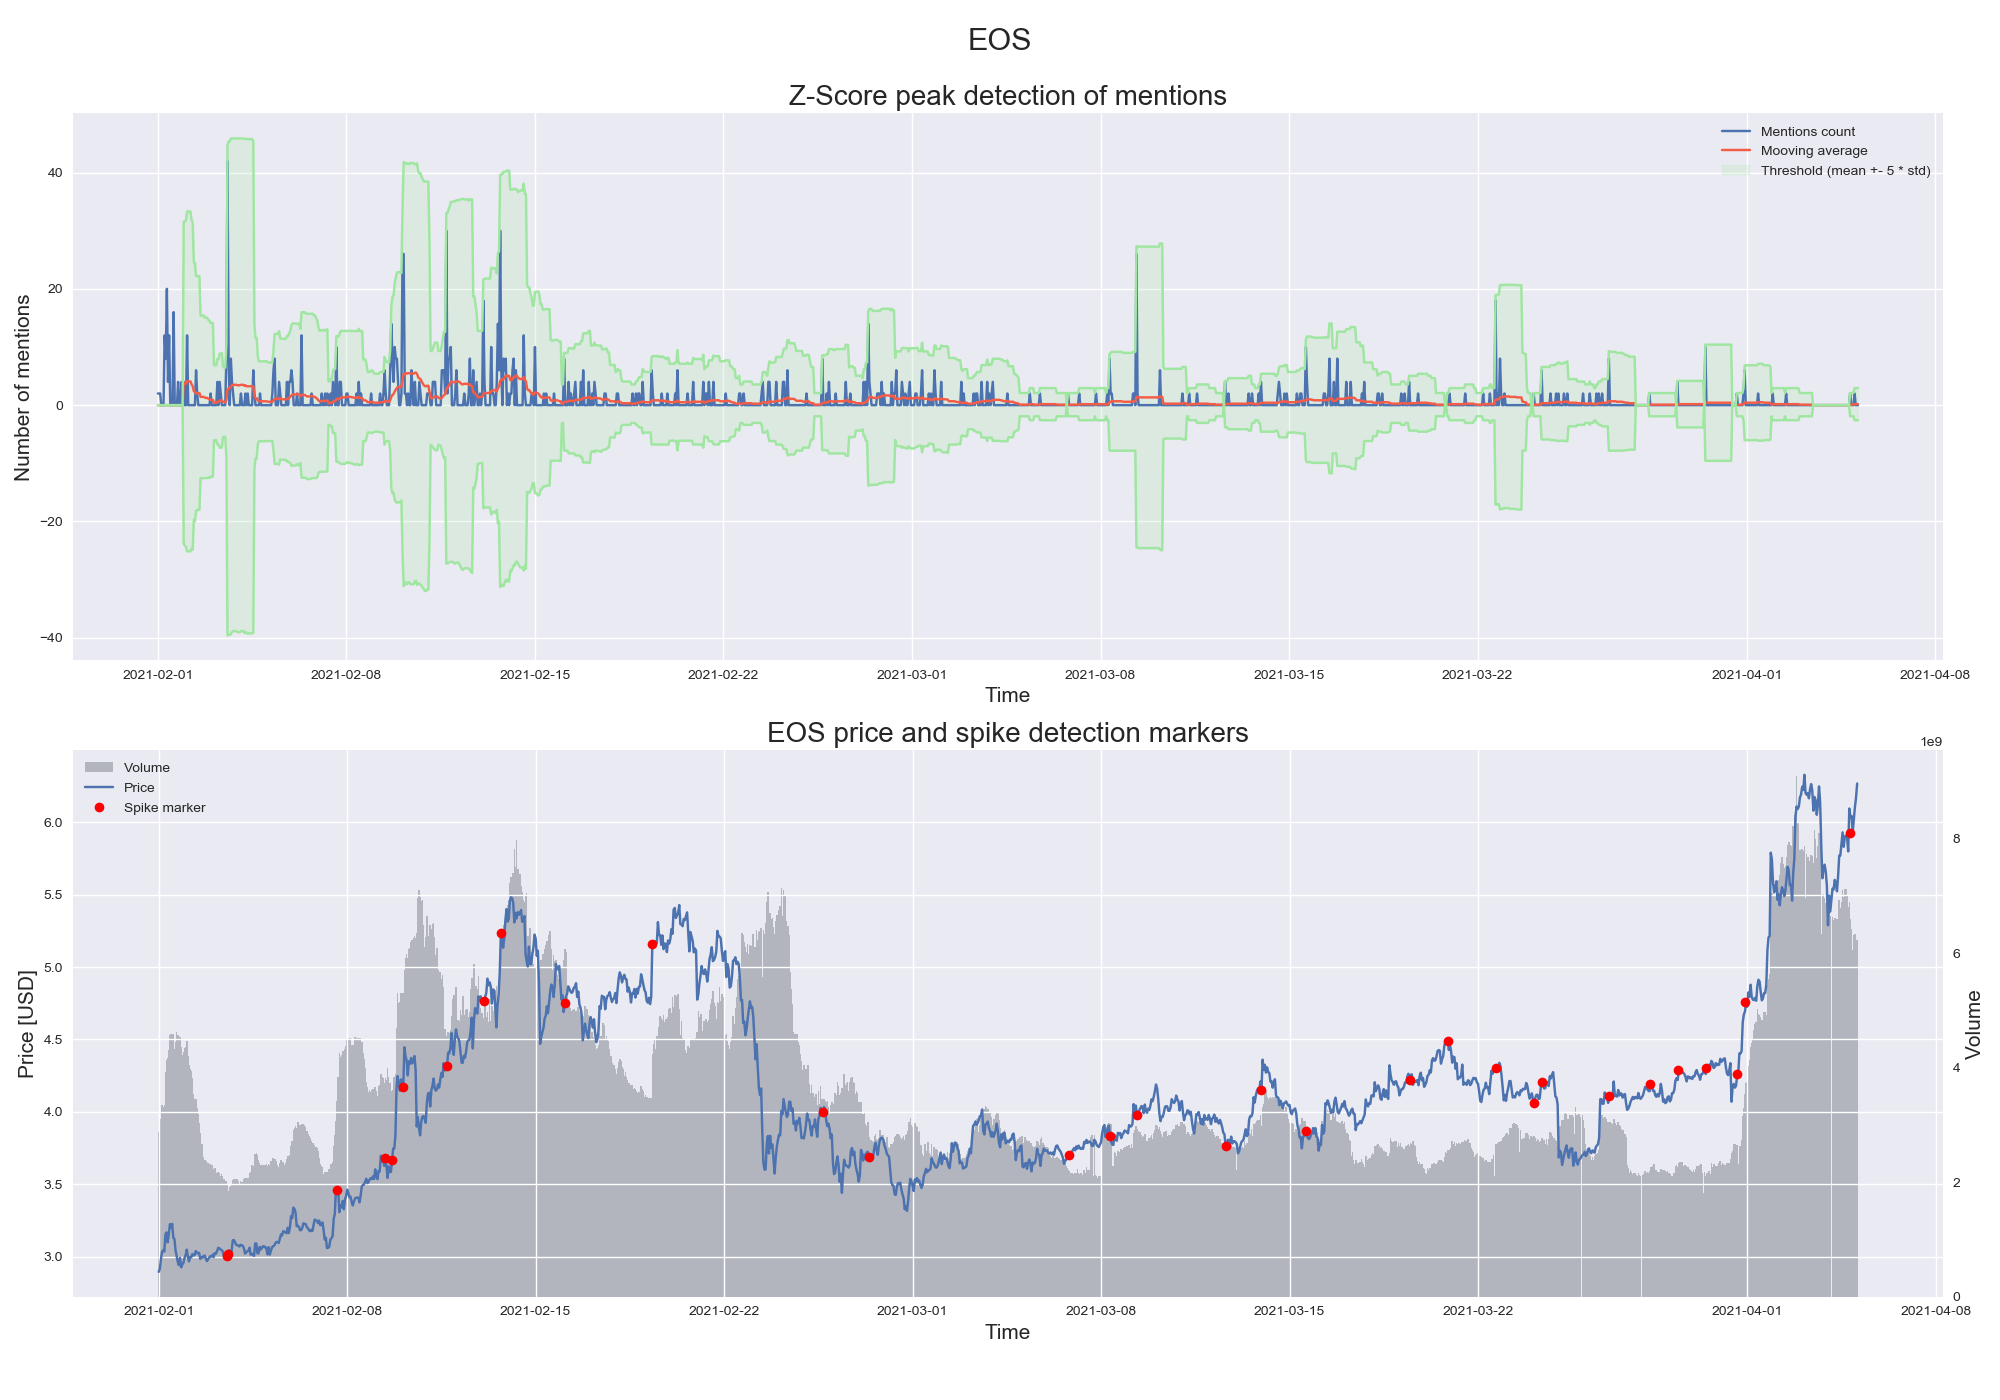 EOS
Z-Score peak detection of mentions
Mentions count
Mooving average
Threshold (mean +- 5 * std)
Number of mentions
40
20
0
−20
−40
2021-02-01 2021-02-08 2021-02-15 2021-02-22 2021-03-01 2021-03-08 2021-03-15 2021-03-22 2021-04-01 2021-04-08
Time
EOS price and spike detection markers
1e9
Volume
Price
Spike marker
Price [USD]
6.0
5.5
5.0
4.5
4.0
3.5
3.0
8
6
4
2
0
Volume
2021-02-01 2021-02-08 2021-02-15 2021-02-22 2021-03-01 2021-03-08 2021-03-15 2021-03-22 2021-04-01 2021-04-08
Time